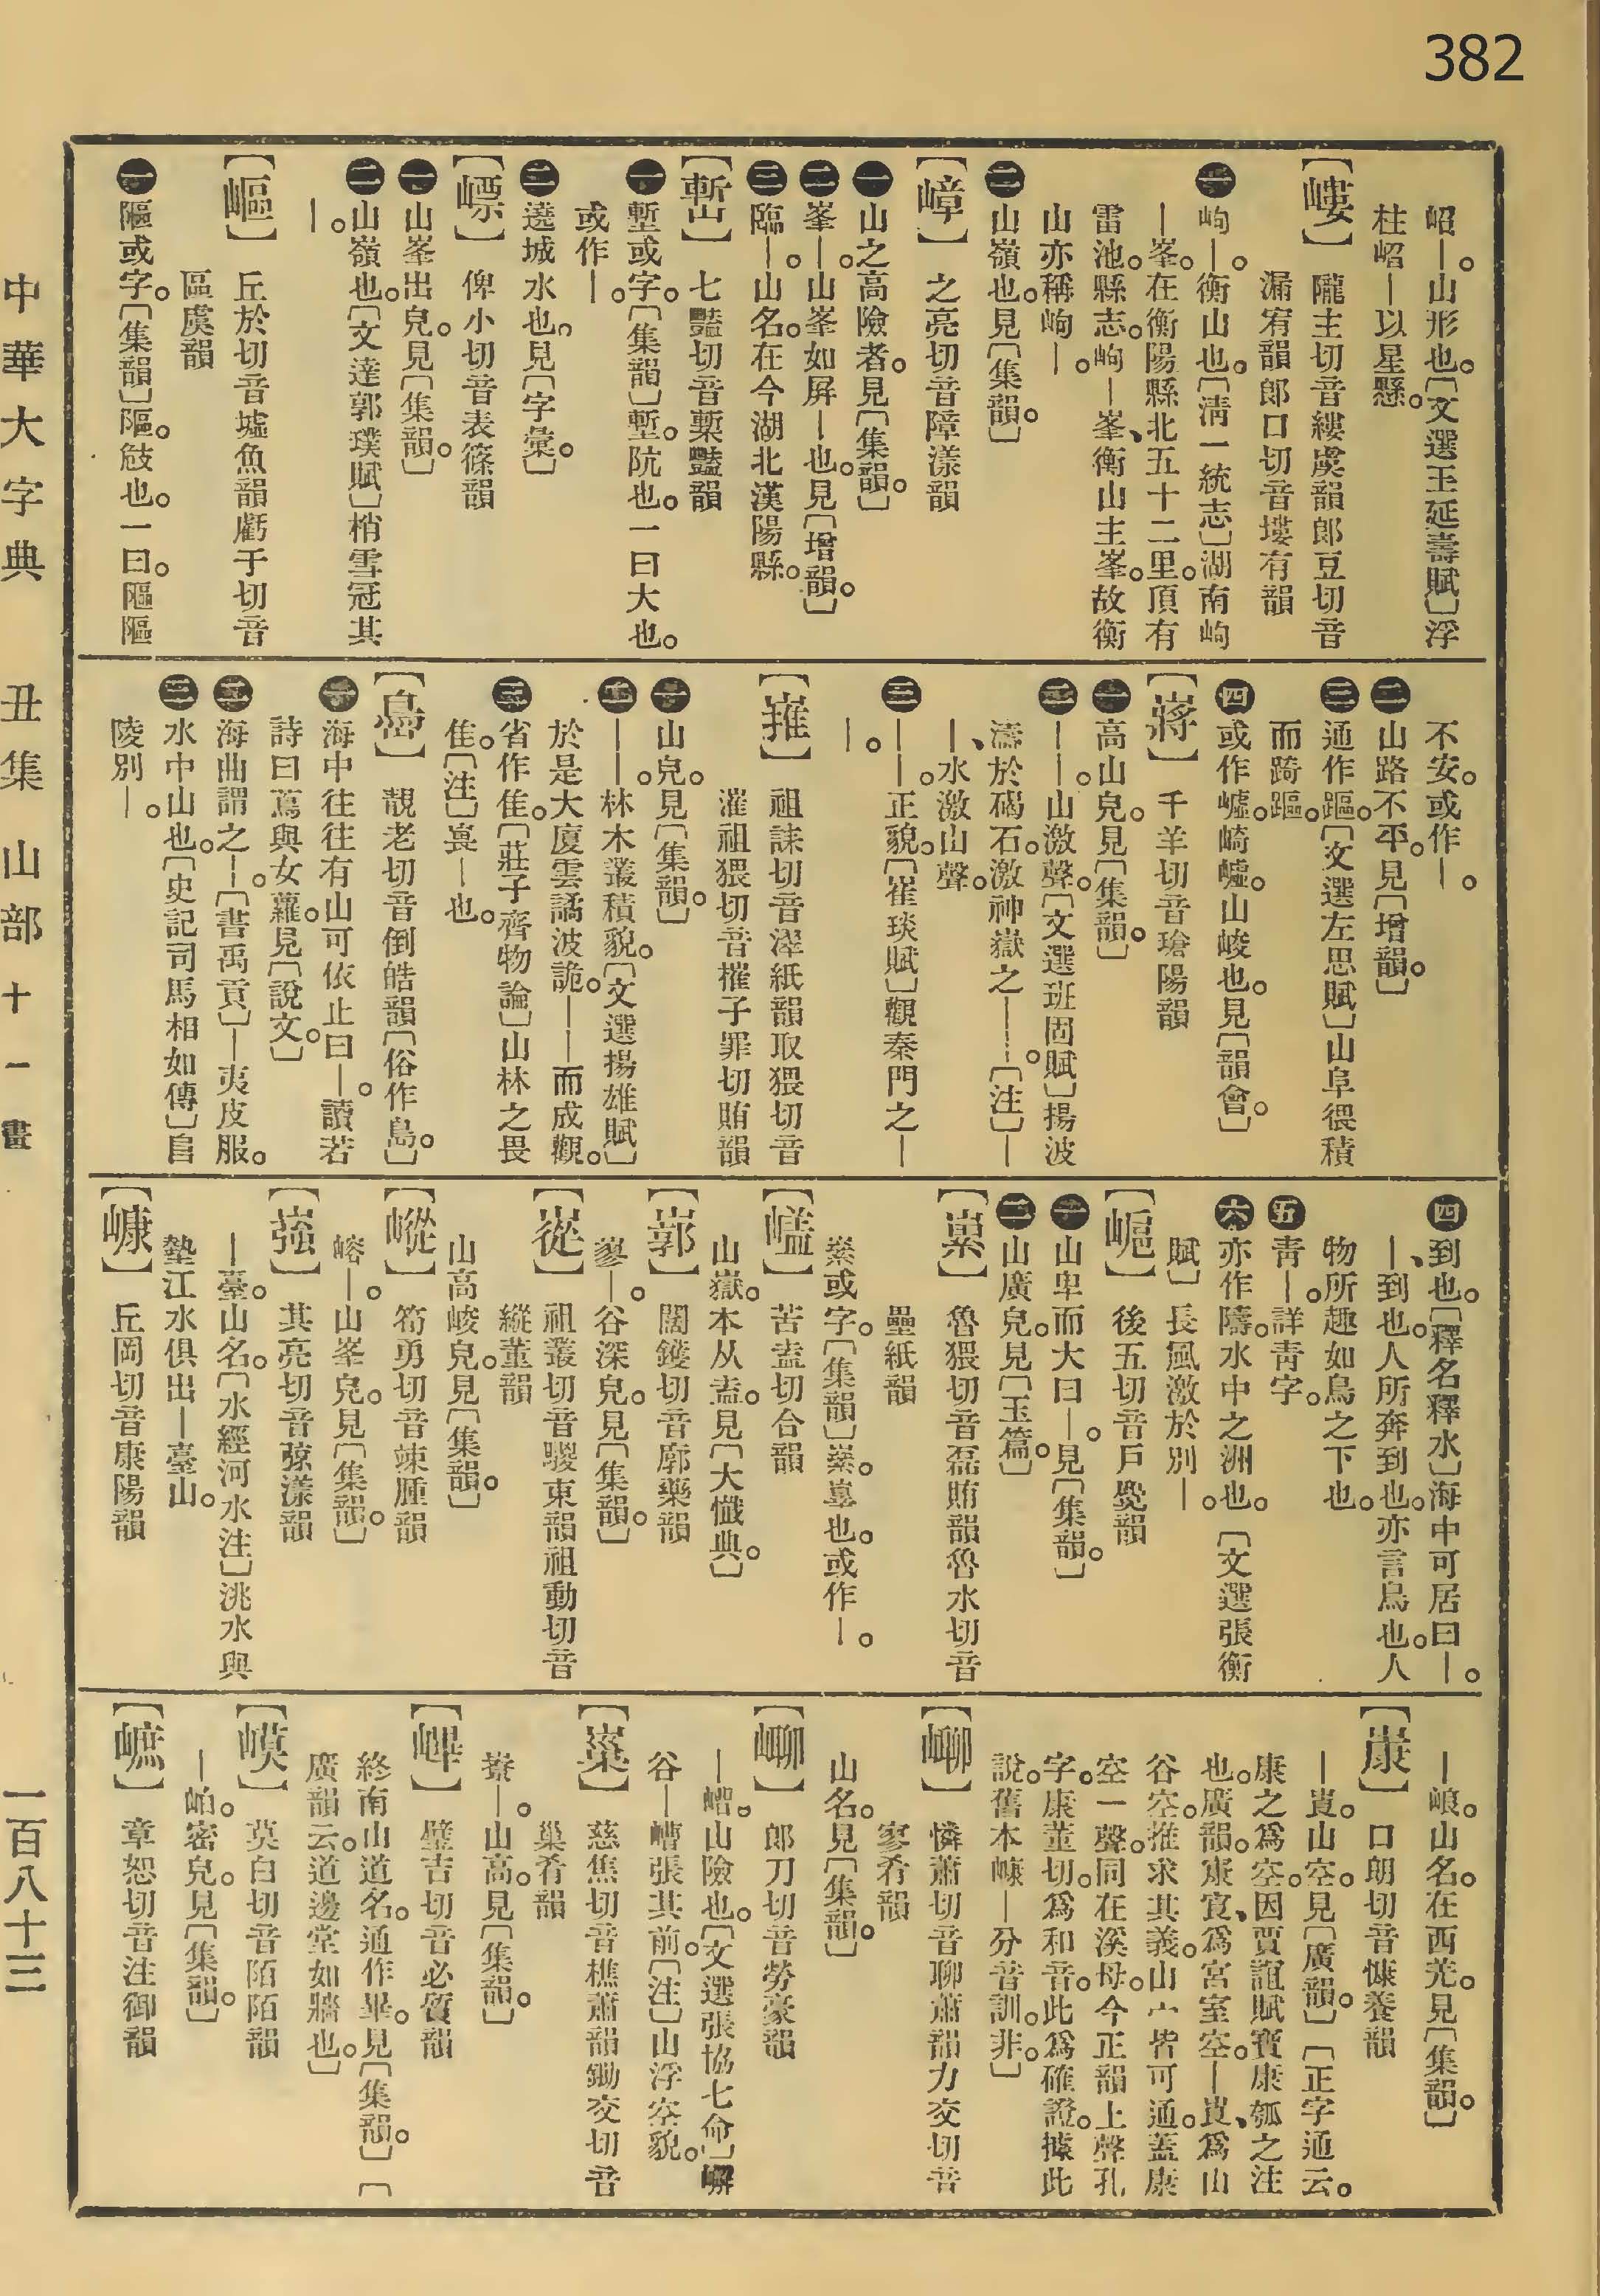 382
岹—。山形也。〔文選王延壽賦〕浮
柱岹—以星懸。
【嶁】隴主切音縷虞韻郎豆切音
漏宥韻郎口切音塿有韻
㊀岣—。衡山也。〔淸一統志〕湖南岣
—峯。在衡陽縣北五十二里。頂有
雷池。縣志。岣—峯、衡山主峯。故衡
山亦稱岣—。
㊁山嶺也。見〔集韻。〕
【嶂】之亮切音障漾韻
㊀山之高險者。見〔集韻。〕
㊁峯—。山峯如屛—也。見〔增韻。〕
㊂臨—。山名。在今湖北漢陽縣。
【嶄】七豔切音槧豔韻
㊀塹或字。〔集韻〕塹。阬也。一曰大也。
或作—。
㊁遶城水也。見〔字彙。〕
【嫖】俾小切音表篠韻
㊀山峯出皃。見〔集韻。〕
㊁山嶺也。〔文達郭璞賦〕梢雪冠其
—。
【嶇】丘於切音墟魚韻虧于切音
區虞韻
㊀䧢或字。〔集韻〕䧢。攲也。一曰。䧢䧢
不安。或作—。
㊁山路不平。見〔增韻。〕
㊂通作䧢。〔文選左思賦〕山阜猥積
而踦䧢。
㊃或作嘘。崎嘘。山峻也。見〔韻會。〕
【嶈】千羊切音瑲陽韻
㊀高山皃。見〔集韻。〕
㊁——。山激聲。〔文選班固賦〕揚波
濤於碣石。激神嶽之——。〔注〕—
—、水激山聲。
㊂——。正貌。〔崔琰賦〕觀秦門之—
—。
【嶊】祖誄切音濢紙韻取猥切音
漼祖猥切音摧子罪切賄韻
㊀山皃。見〔集韻。〕
㊁——。林木叢積貌。〔文選揚雄賦〕
於是大廈雲譎波詭。——而成觀。
㊂省作隹。〔莊子齊物論〕山林之畏
隹。〔注〕嵔—也。
【島】覩老切音倒皓韻〔俗作島。〕
㊀海中往往有山可依止曰—。讀若
詩曰蔦與女蘿。見〔說文。〕
㊁海曲謂之—。〔書禹貢〕—夷皮服。
㊂水中山也。〔史記司馬相如傳〕阜
陵別—。
㊃到也。〔釋名釋水〕海中可居曰—。
—、到也。人所奔到也。亦言鳥也。人
物所趣如鳥之下也。
㊄靑—。詳靑字。
㊅亦作隯。水中之洲也。〔文選張衡
賦〕長風激於別—。
【嶇】後五切音戶麌韻
㊀山卑而大曰—。見〔集韻。〕
㊁山廣皃。見〔玉篇。〕
【嶵】魯猥切音磊賄韻魯水切音
壘紙韻
嶪或字。〔集韻〕嶪。嶵也。或作—。
【嵖】苦盍切合韻
山嶽。本从盍。見〔大懺典。〕
【𡻈】闊鑊切音廓藥韻
寥—。谷深皃。見〔集韻。〕
【嵷】祖叢切音騣東韻祖動切音
縱董韻
山高峻皃。見〔集韻。〕
【嵷】筍勇切音竦腫韻
嵱—。山峯皃。見〔集韻。〕
【嵹】其亮切音弶漾韻
—臺。山名。〔水經河水注〕洮水與
墊江水俱出—臺山。
【嵻】丘岡切音康陽韻
—崀。山名。在西羌。見〔集韻。〕
【嵻】口朗切音慷養韻
—崀。山空。見〔廣韻。〕〔正字通云。
康之爲空。因賈誼賦寶康瓠之注
也。廣韻。康㝗、爲宮室空。—崀、爲山
谷空。推求其義。山宀皆可通。蓋康
空一聲。同在溪母。今正韻上聲孔
字。康董切。爲和音。此爲確證。據此
說。舊本嵻—分音訓。非。〕
【嶚】憐蕭切音聊蕭韻力交切音
寥肴韻
山名。見〔集韻。〕
【嶚】郎刀切音勞豪韻
—嶆。山險也。〔文選張協七命〕嶰
谷—嶆張其前。〔注〕山浮空貌。
【嶣】慈焦切音樵蕭韻鋤交切音
巢肴韻
嶚—。山高。見〔集韻。〕
【嗶】壁吉切音必質韻
終南山道名。通作畢。見〔集韻。〕〔
廣韻云。道邊堂如牆也。〕
【嗼】莫白切音陌陌韻
—岶。密皃。見〔集韻。〕
【嗻】章恕切音注御韻
中華大字典 丑集 山部 十一畫
一百八十三